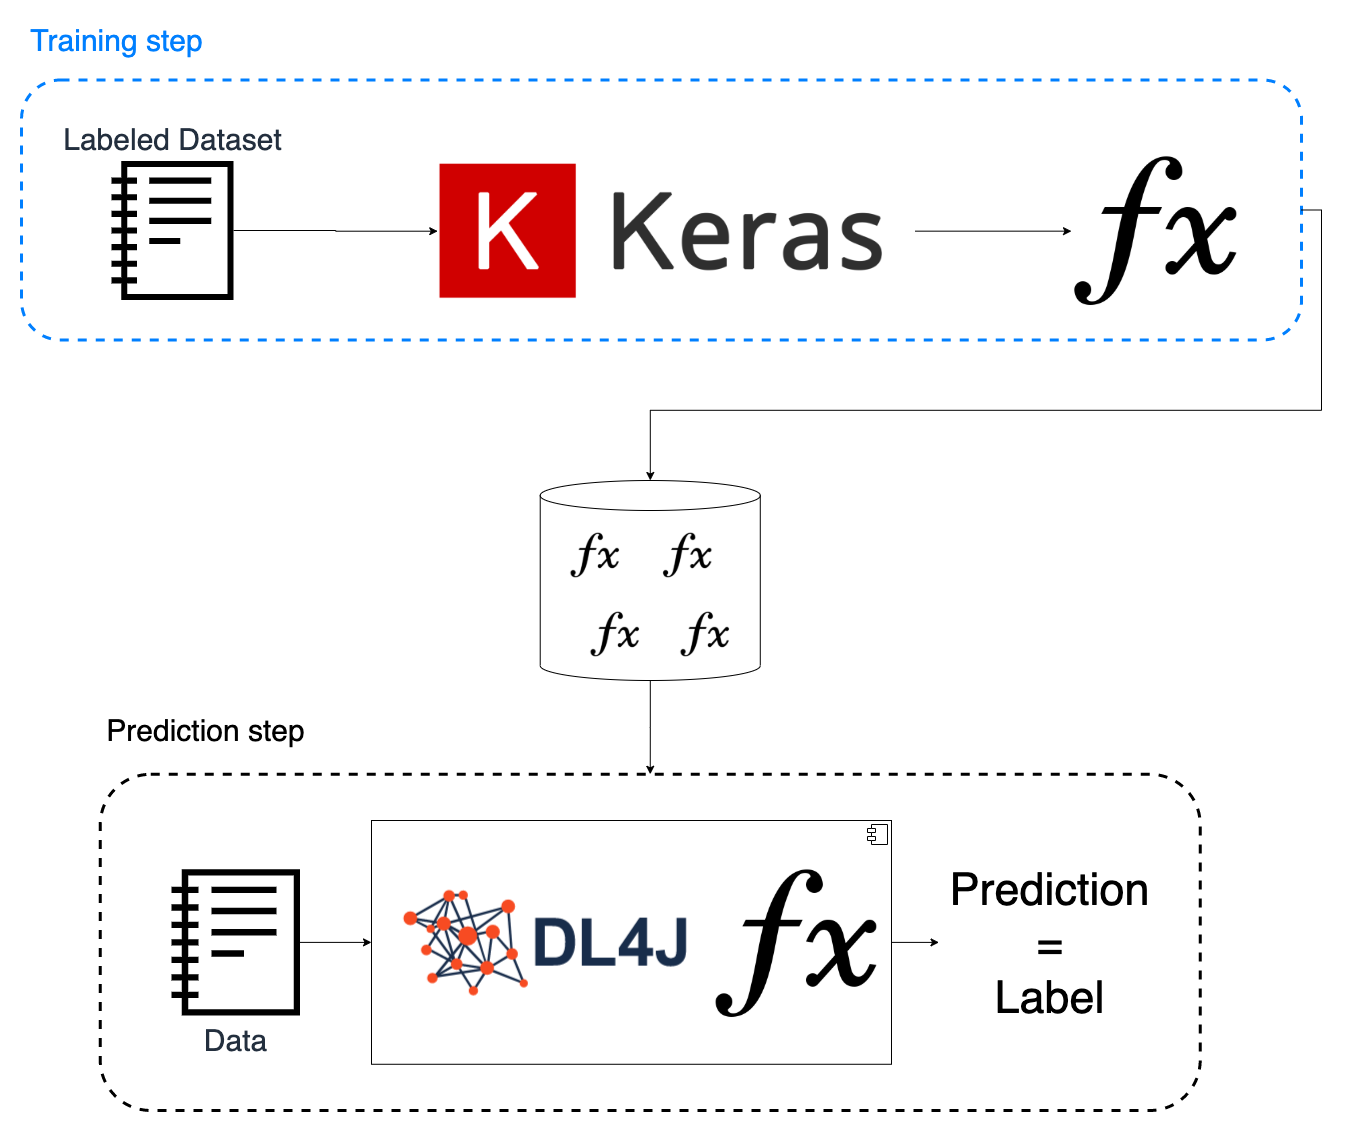 Training step
Labeled Dataset
K Keras
fx
fx fx
fx fx
Prediction step
DL4J fx
Prediction
=
Label
Data